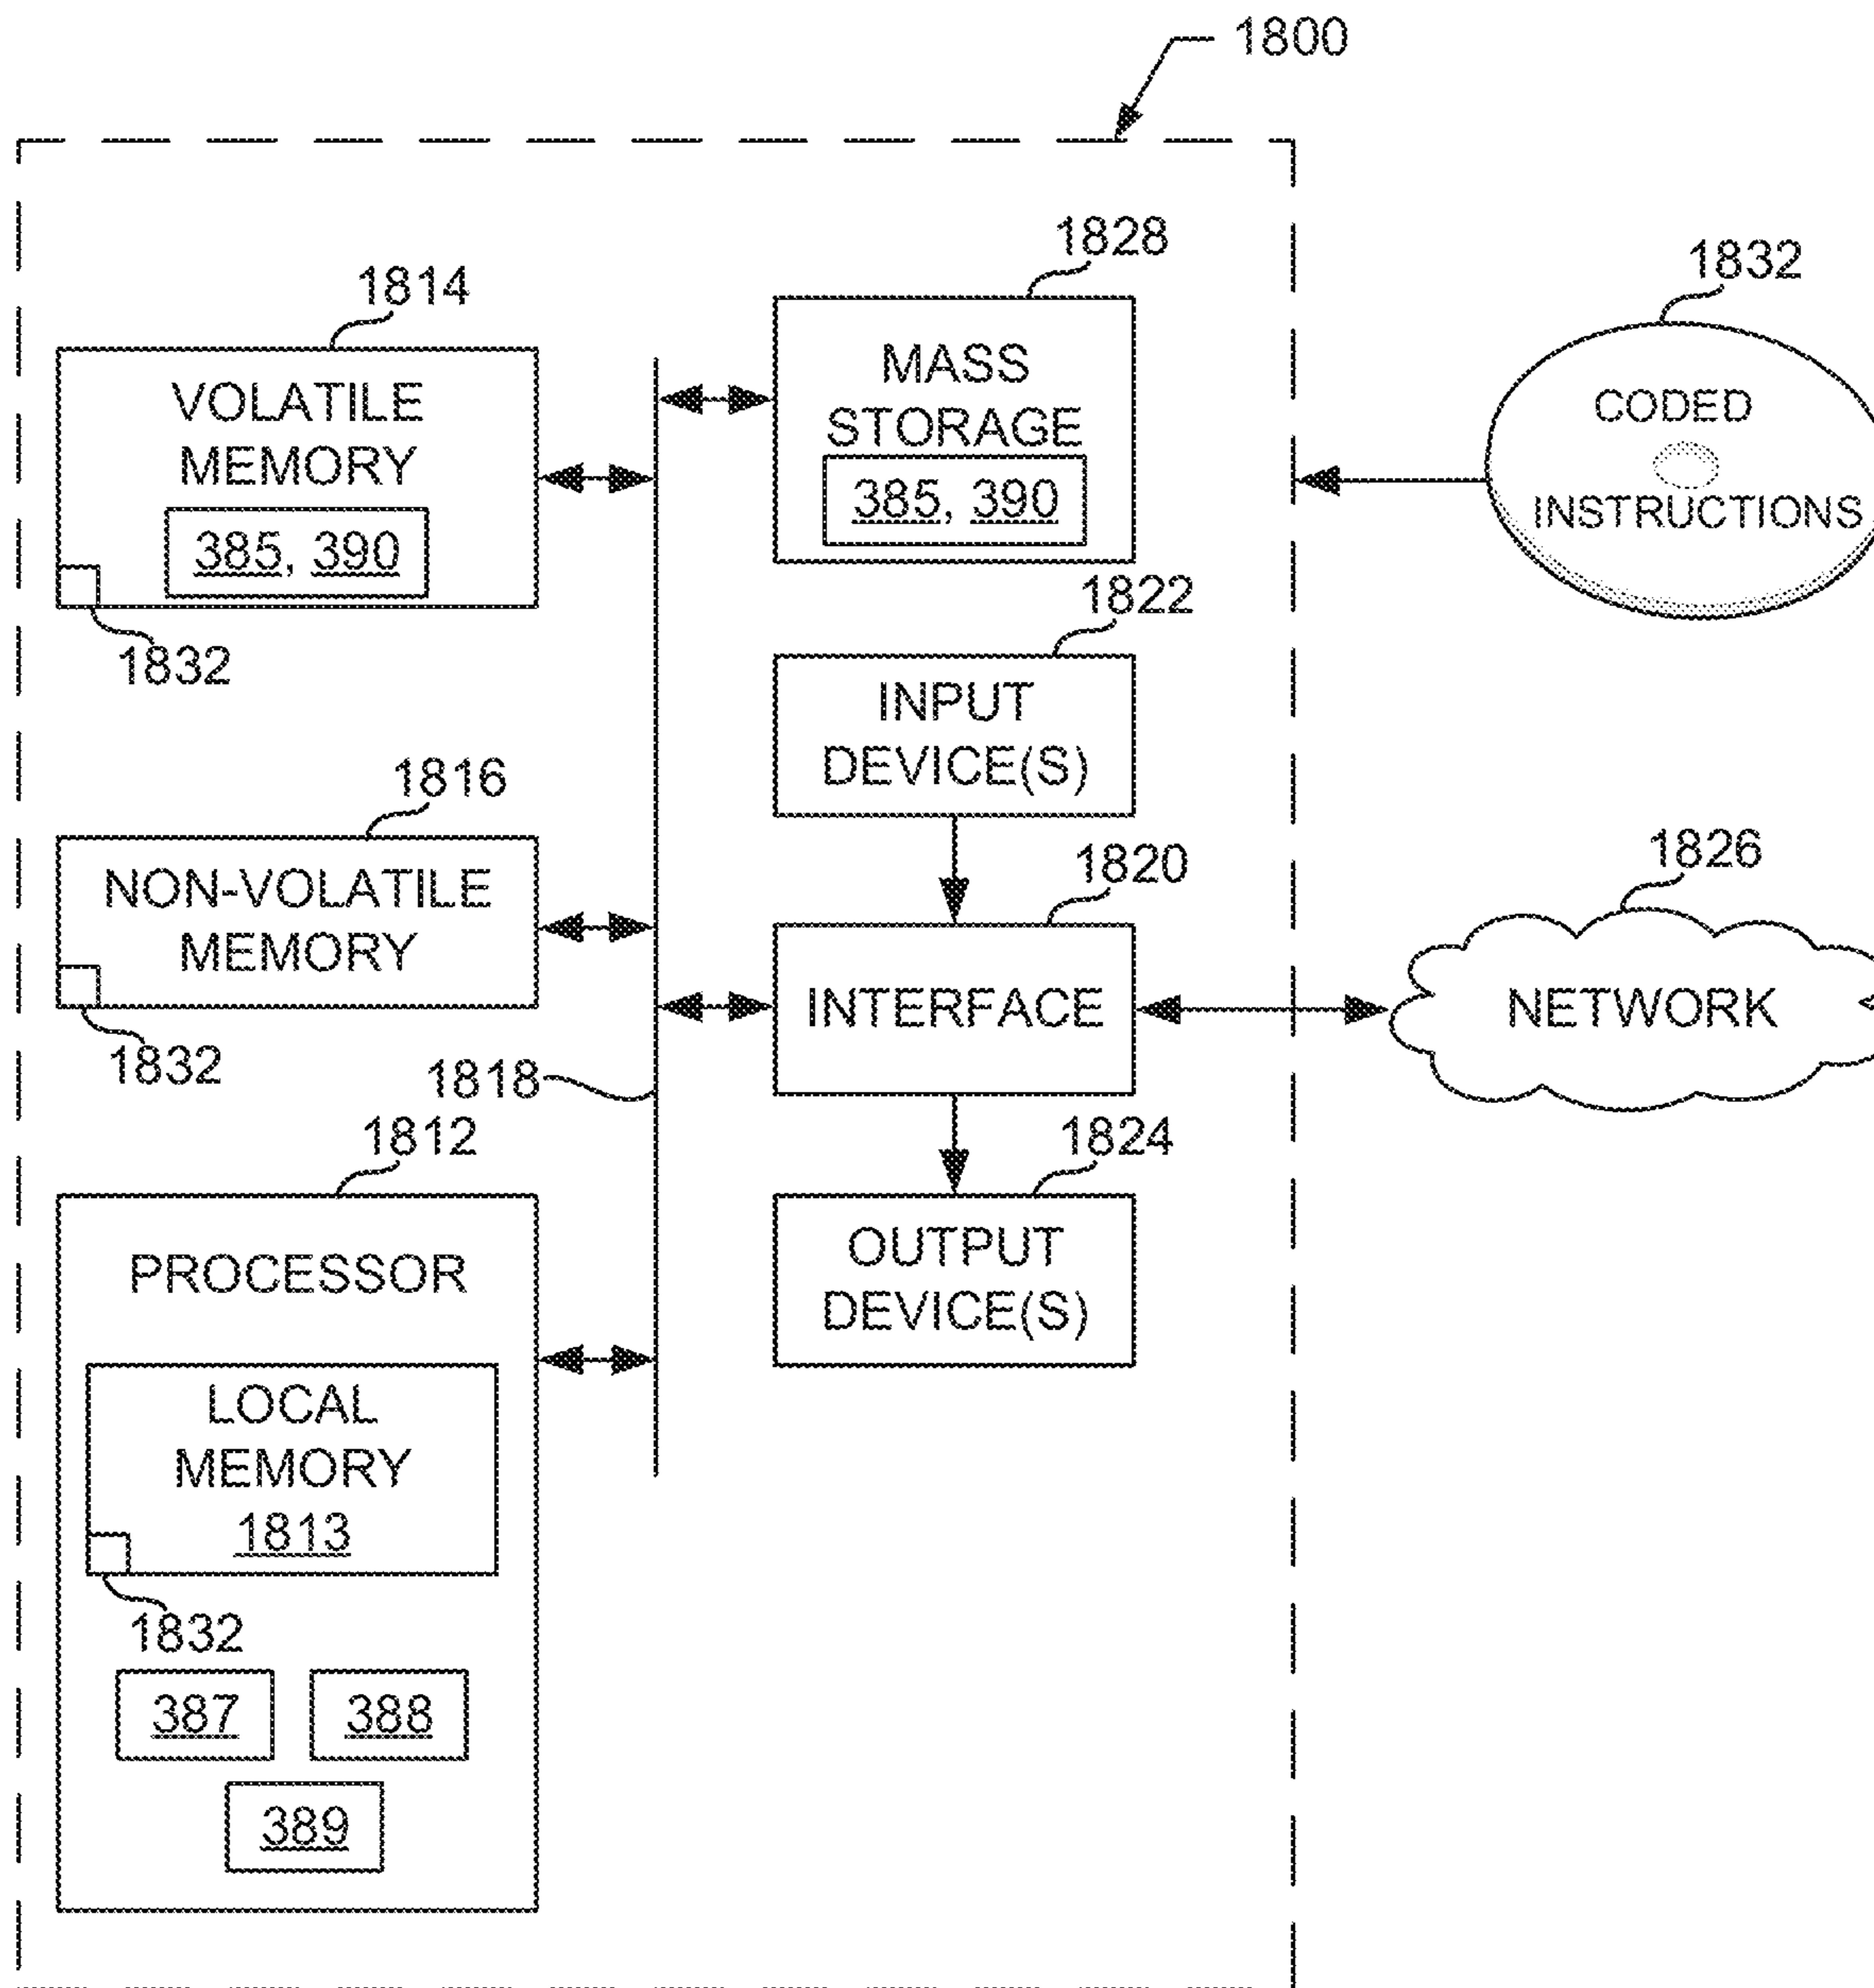 1800
1828
1832
1814
MASS
STORAGE
385, 390
VOLATILE
MEMORY
385, 390
CODED
INSTRUCTIONS
1832
1822
INPUT
DEVICE(S)
1816
1820
1826
NON-VOLATILE
MEMORY
INTERFACE
NETWORK
1832
1818
1812
1824
PROCESSOR
OUTPUT
DEVICE(S)
LOCAL
MEMORY
1813
1832
387
388
389